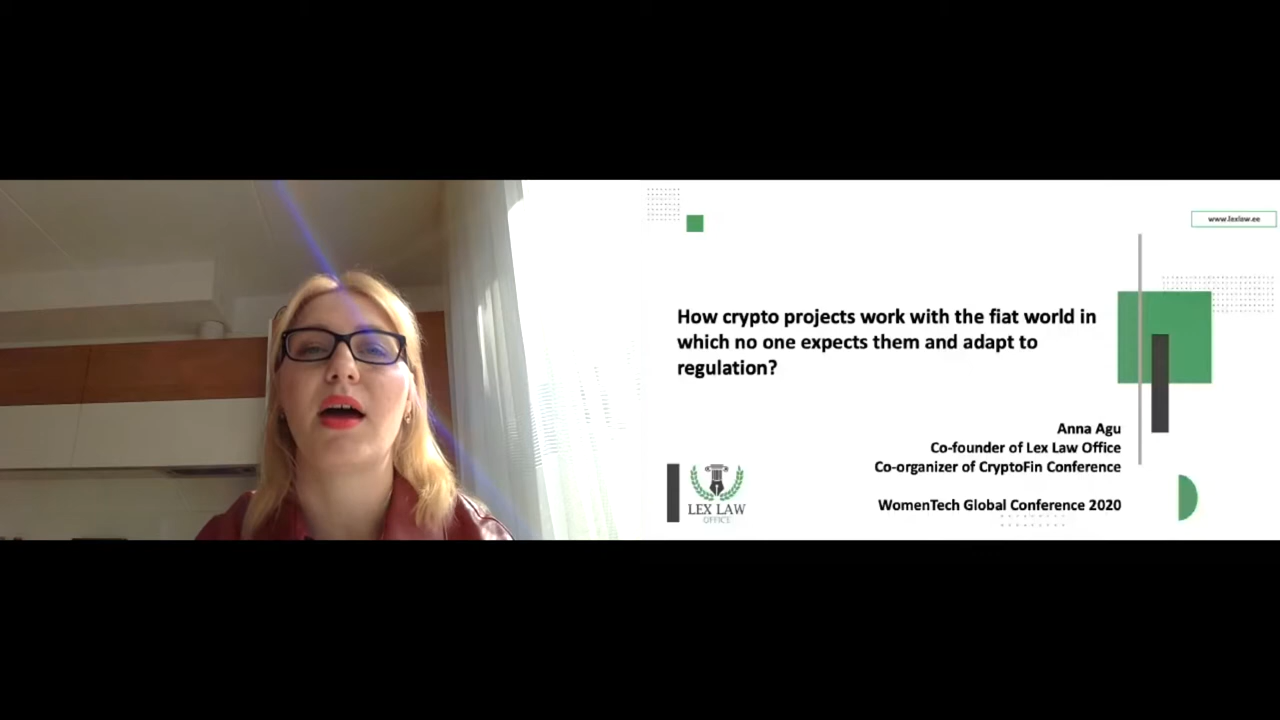 www.lexlaw.ee
How crypto projects work with the fiat world in
which no one expects them and adapt to
regulation?
Anna Agu
Co-founder of Lex Law Office
Co-organizer of CryptoFin Conference
WomenTech Global Conference 2020
LEX LAW
OFFICE